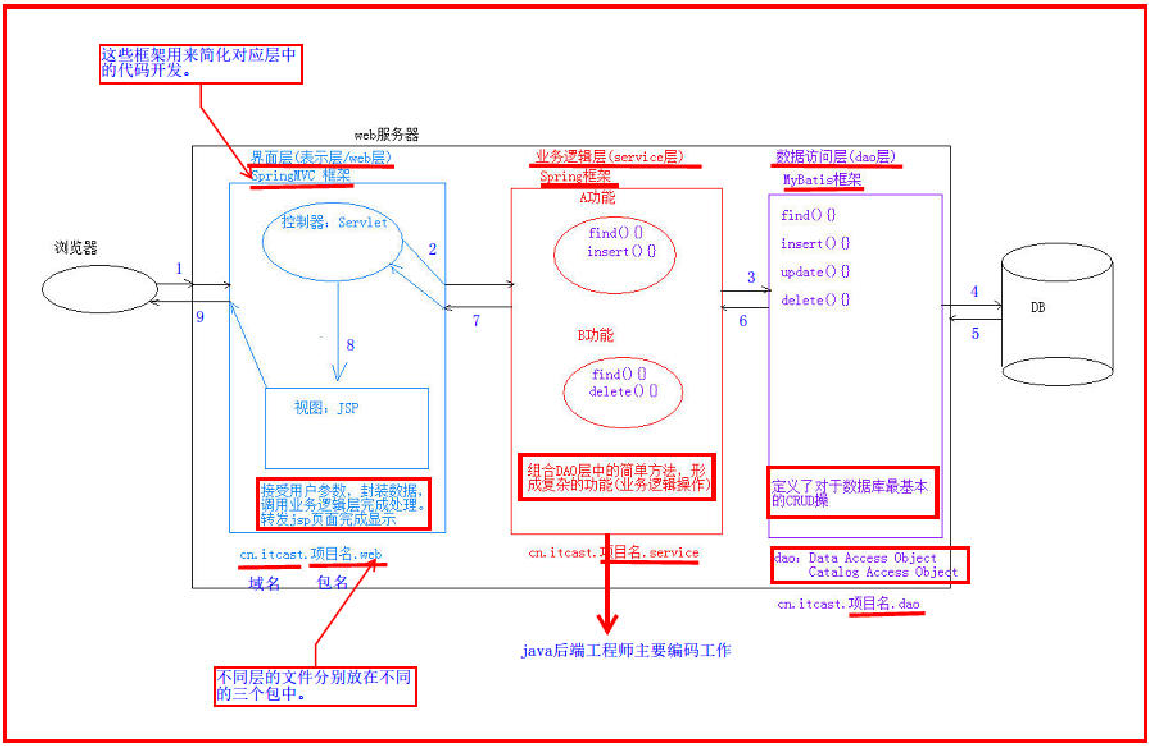 这些框架用来简化对应层中
的代码开发。
web服务器
界面层(表示层/web层)
SpringMVC 框架
控制器：Servlet
视图：JSP
接受用户参数，封装数据，
调用业务逻辑层完成处理。
转发jsp页面完成显示
cn.itcast.项目名.web
域名
包名
不同层的文件分别放在不同
的三个包中。
浏览器
1
9
2
7
8
业务逻辑层(service层)
Spring框架
A功能
find(){}
insert(){}
B功能
find(){}
delete(){}
组合DAO层中的简单方法，形
成复杂的功能(业务逻辑操作)
cn.itcast.项目名.service
java后端工程师主要编码工作
3
6
数据访问层(dao层)
MyBatis框架
find(){}
insert(){}
update(){}
delete(){}
定义了对于数据库最基本
的CRUD操
dao：Data Access Object
Catalog Access Object
cn.itcast.项目名.dao
4
5
DB